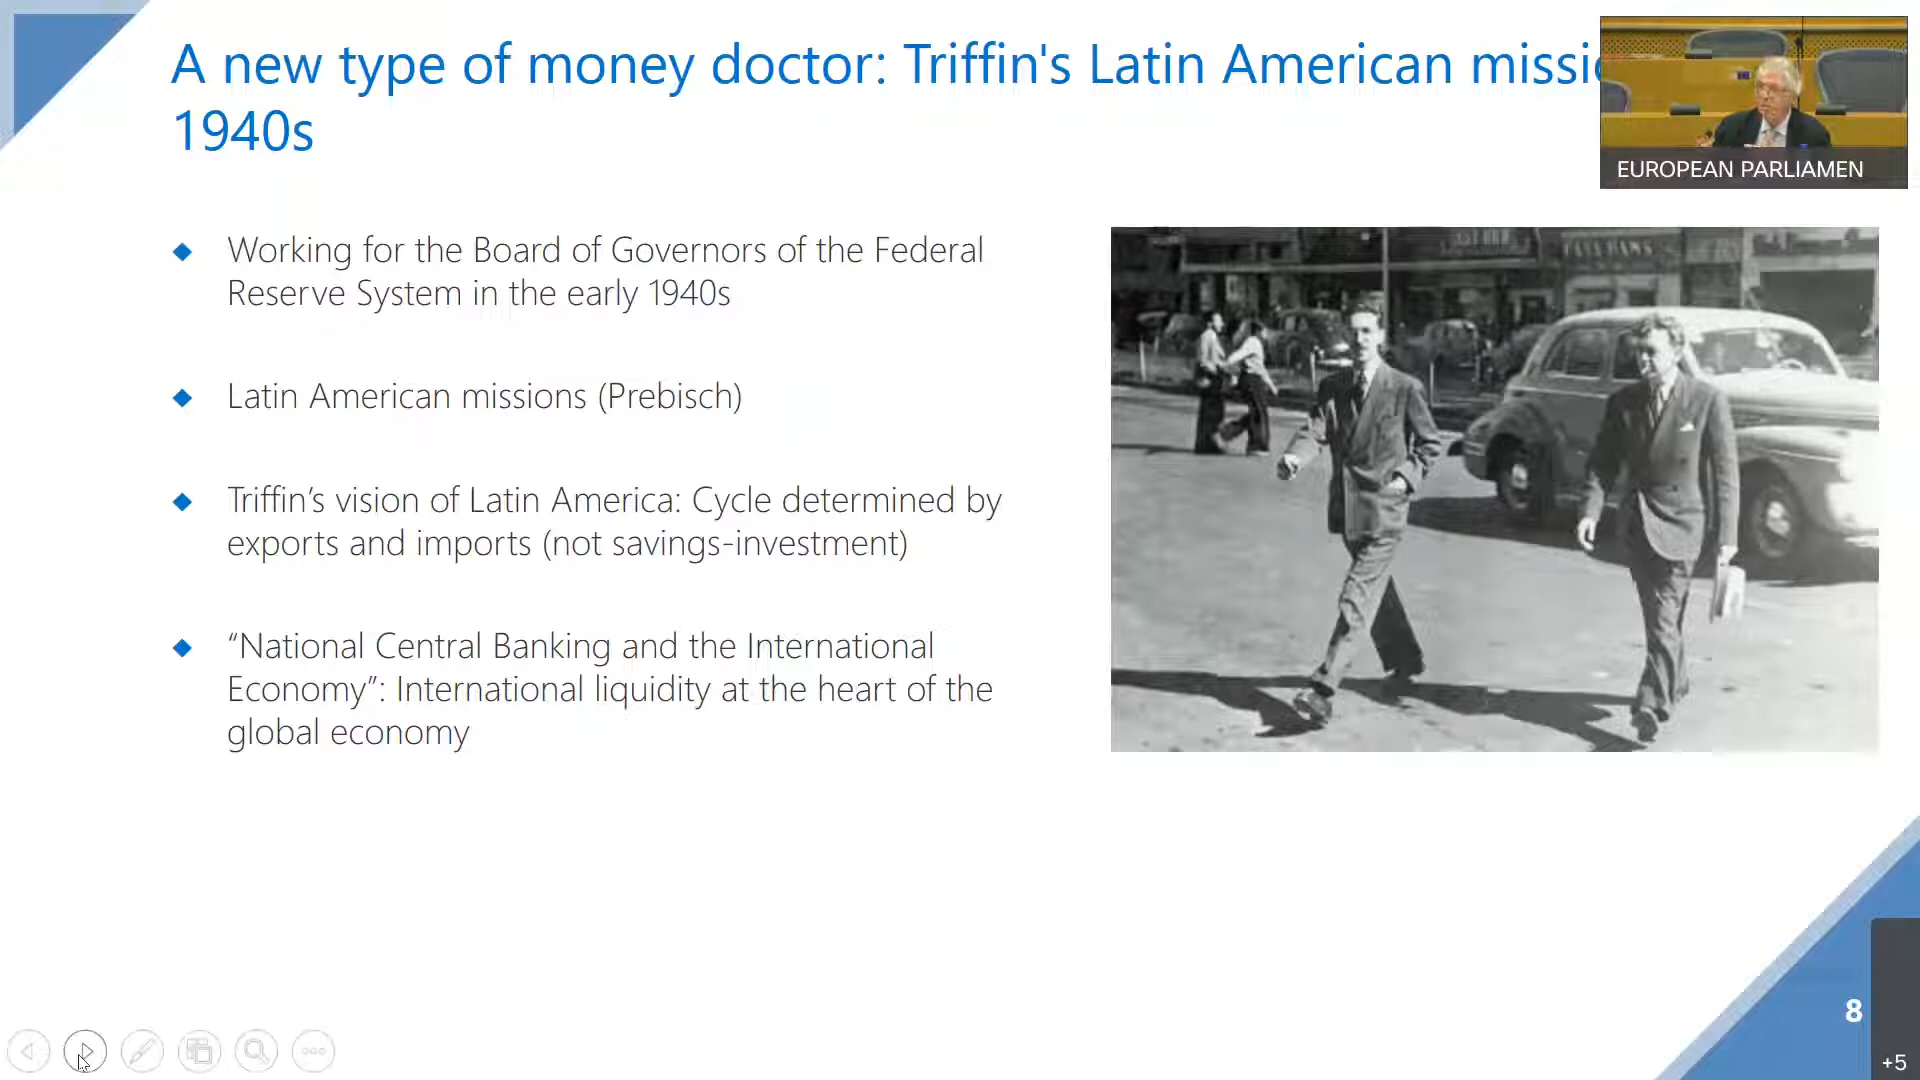 A new type of money doctor: Triffin's Latin American missi
1940s
EUROPEAN PARLIAMEN
Working for the Board of Governors of the Federal
Reserve System in the early 1940s
Latin American missions (Prebisch)
Triffin’s vision of Latin America: Cycle determined by
exports and imports (not savings-investment)
“National Central Banking and the International
Economy”: International liquidity at the heart of the
global economy
8
+5